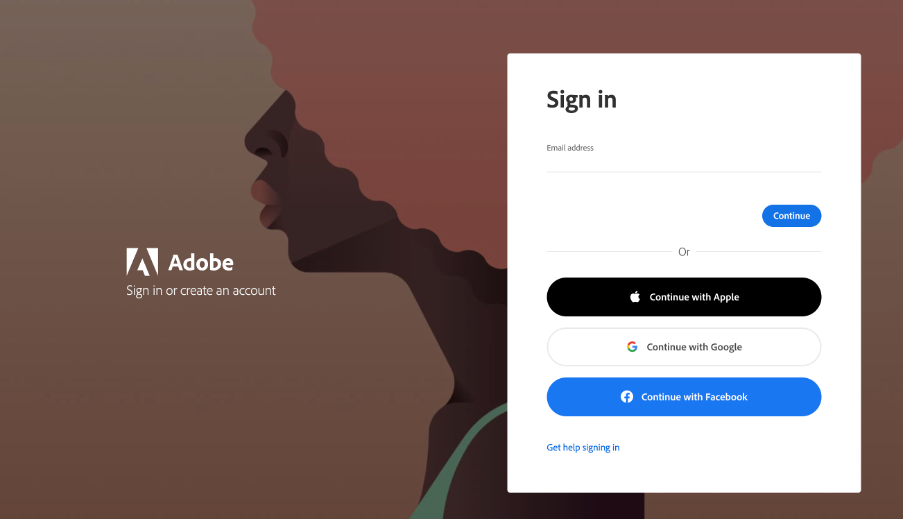 Adobe
Sign in or create an account
Sign in
Email address
Continue
Or
Continue with Apple
Continue with Google
Continue with Facebook
Get help signing in